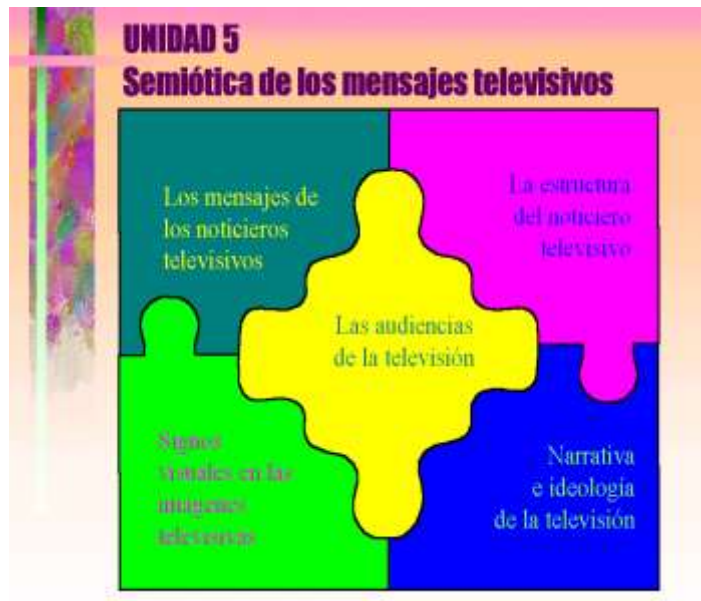 UNIDAD 5
Semiótica de los mensajes televisivos
Los mensajes de
los noticieros
televisivos
La estructura
del noticiero
televisivo
Las audiencias
de la televisión
Signos
visuales en las
imagenes
televisivas
Narrativa
e ideología
de la televisión